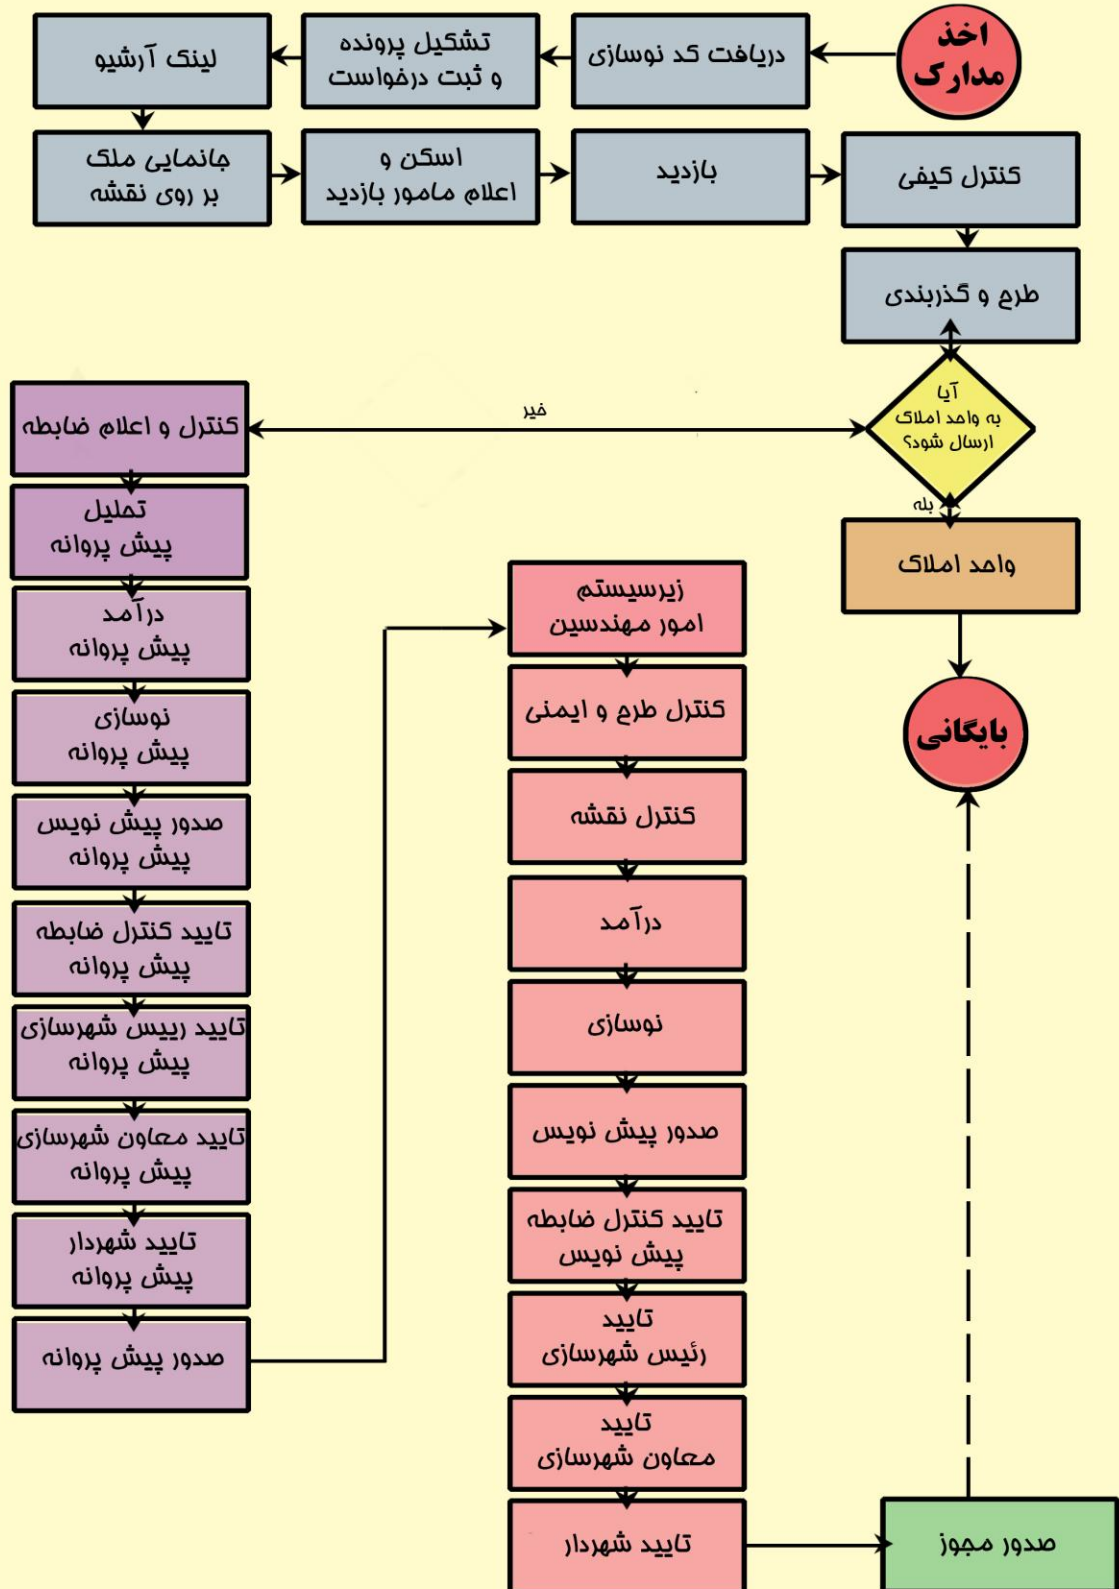 اخذ
مدارک
دریافت کد نوسازی
تشکیل پرونده
و ثبت درخواست
لینک آرشیو
جانمایی ملک
بر روی نقشه
اسکن و
اعلام مامور بازدید
بازدید
کنترل کیفی
طرح و گذربندی
آیا
به واحد املاک
ارسال شود؟
خیر
بله
واحد املاک
بایگانی
کنترل و اعلام ضابطه
تحلیل
پیش پروانه
درآمد
پیش پروانه
نوسازی
پیش پروانه
صدور پیش نویس
پیش پروانه
تایید کنترل ضابطه
پیش پروانه
تایید رییس شهرسازی
پیش پروانه
تایید معاون شهرسازی
پیش پروانه
تایید شهردار
پیش پروانه
صدور پیش پروانه
زیرسیستم
امور مهندسین
کنترل طرح و ایمنی
کنترل نقشه
درآمد
نوسازی
صدور پیش نویس
تایید کنترل ضابطه
پیش نویس
تایید
رئیس شهرسازی
تایید
معاون شهرسازی
تایید شهردار
صدور مجوز